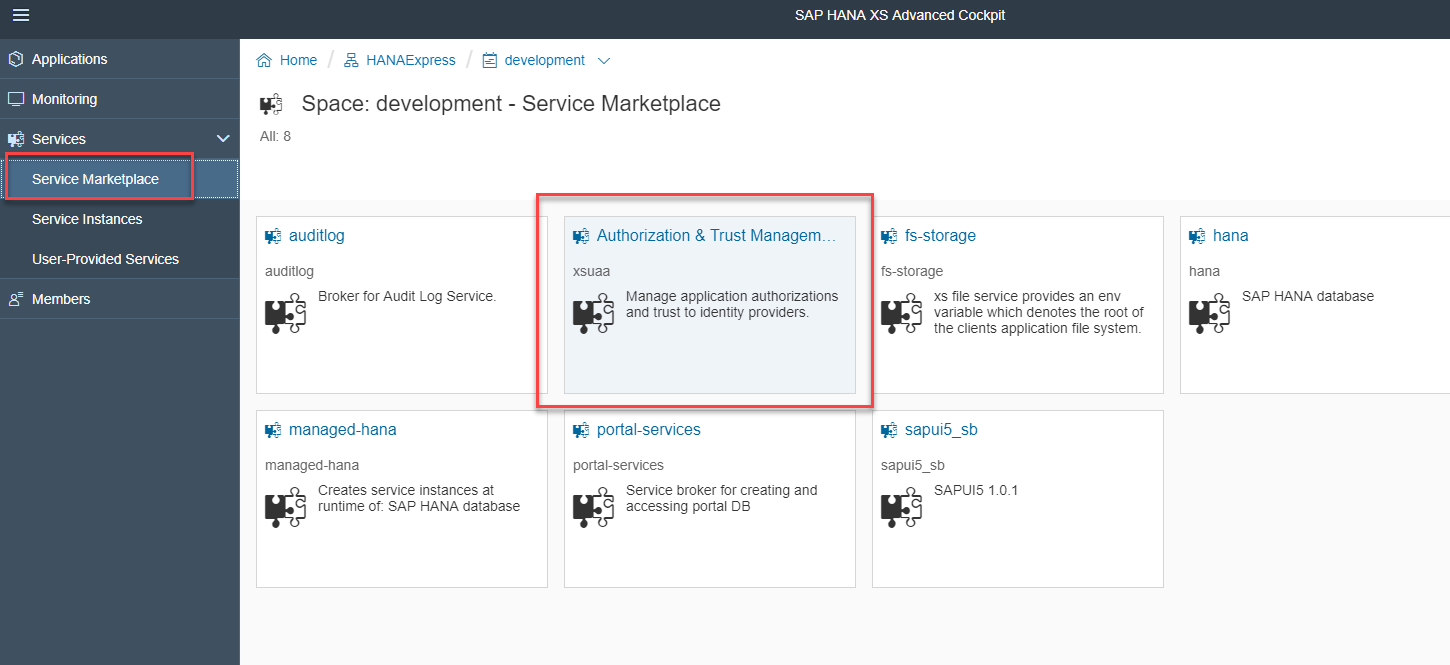 SAP HANA XS Advanced Cockpit
Applications
Monitoring
Services
Service Marketplace
Service Instances
User-Provided Services
Members
Home / HANAExpress / development
Space: development - Service Marketplace
All: 8
auditlog
auditlog
Broker for Audit Log Service.
Authorization & Trust Managem…
xsuaa
Manage application authorizations
and trust to identity providers.
fs-storage
fs-storage
xs file service provides an env
variable which denotes the root of
the clients application file system.
hana
hana
SAP HANA database
managed-hana
managed-hana
Creates service instances at
runtime of: SAP HANA database
portal-services
portal-services
Service broker for creating and
accessing portal DB
sapui5_sb
sapui5_sb
SAPUI5 1.0.1